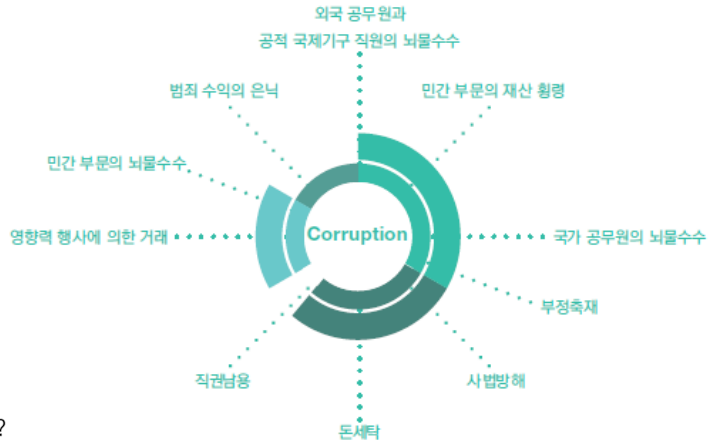 외국 공무원과
공적 국제기구 직원의 뇌물수수
범죄 수익의 은닉
민간 부문의 재산 횡령
민간 부문의 뇌물수수
영향력 행사에 의한 거래
Corruption
국가 공무원의 뇌물수수
부정축재
직권남용
사법방해
돈세탁
?